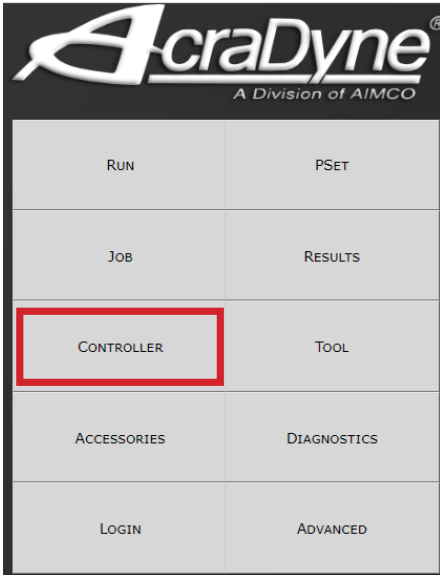 AcraDyne®
A Division of AIMCO
RUN PSET
JOB RESULTS
CONTROLLER TOOL
ACCESSORIES DIAGNOSTICS
LOGIN ADVANCED